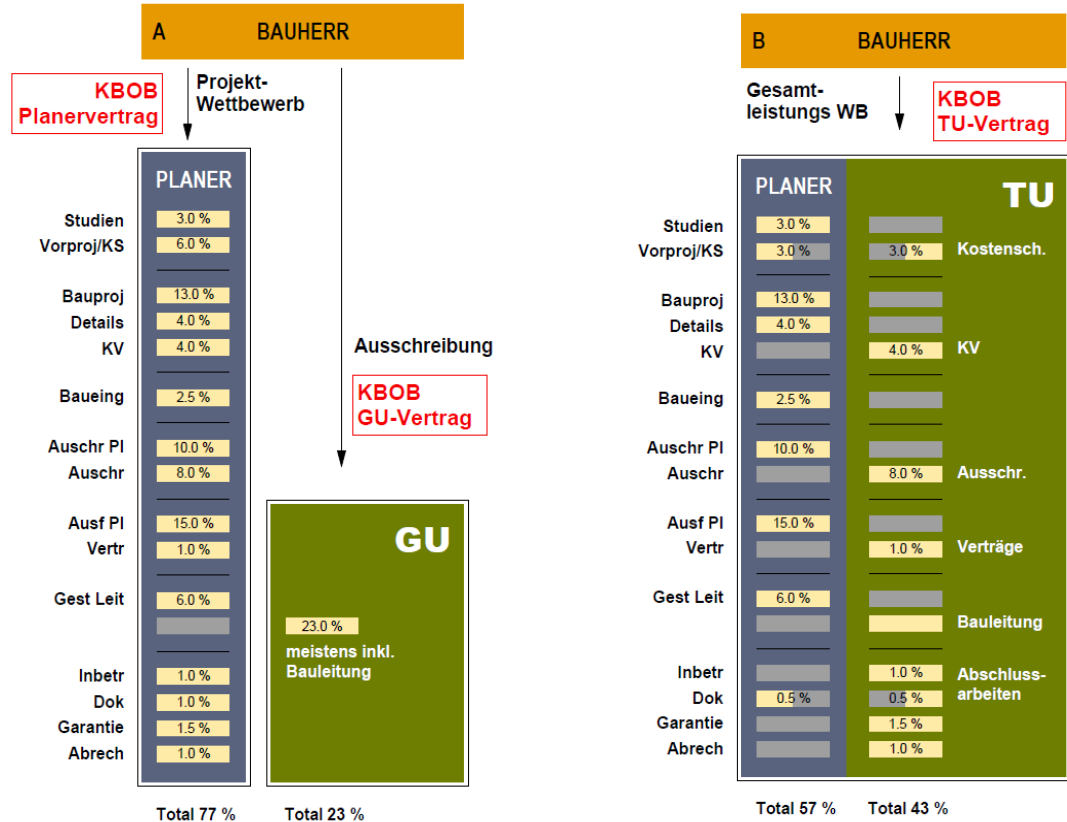 A BAUHERR
KBOB
Planervertrag
Projekt-
Wettbewerb
PLANER
Studien 3.0 %
Vorproj/KS 6.0 %
Bauproj 13.0 %
Details 4.0 %
KV 4.0 %
Baueing 2.5 %
Auschr Pl 10.0 %
Auschr 8.0 %
Ausf Pl 15.0 %
Vertr 1.0 %
Gest Leit 6.0 %
Inbetr 1.0 %
Dok 1.0 %
Garantie 1.5 %
Abrech 1.0 %
Total 77 %
Ausschreibung
KBOB
GU-Vertrag
GU
23.0 %
meistens inkl.
Bauleitung
Total 23 %
B BAUHERR
Gesamt-
leistungs WB
KBOB
TU-Vertrag
PLANER
TU
Studien 3.0 %
Vorproj/KS 3.0 % 3.0 % Kostensch.
Bauproj 13.0 %
Details 4.0 %
KV 4.0 % KV
Baueing 2.5 %
Auschr Pl 10.0 %
Auschr 8.0 % Ausschr.
Ausf Pl 15.0 %
Vertr 1.0 % Verträge
Gest Leit 6.0 %
Bauleitung
Inbetr 1.0 % Abschluss-
Dok 0.5 % 0.5 % arbeiten
Garantie 1.5 %
Abrech 1.0 %
Total 57 % Total 43 %